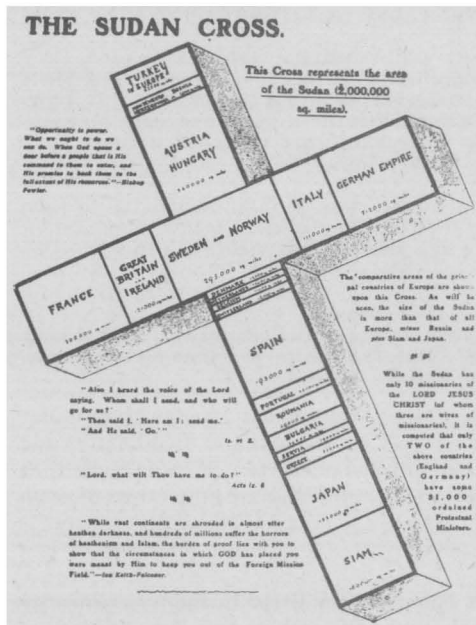 THE SUDAN CROSS.
This Cross represents the area
of the Sudan (2,000,000
sq. miles).
"Opportunity is power.
What we ought to do we
can do. When God opens a
door before a people that is His
command to them to enter, and
His promise to back them to the
full extent of His resources."—Bishop
TURKEY
IN EUROPE
AUSTRIA
HUNGARY
ITALY
GERMAN EMPIRE
SWEDEN AND NORWAY
GREAT
BRITAIN
IRELAND
FRANCE
SPAIN
PORTUGAL
ROUMANIA
BULGARIA
SERVIA
GREECE
JAPAN
SIAM
The comparative areas of the prin-
pal countries of Europe are shown
upon this Cross. As will be
seen, the size of the Sudan
is more than that of all
Europe, minus Russia and
plus Siam and Japan.
While the Sudan has
only 10 missionaries of
the LORD JESUS
CHRIST (of whom
three are wives of
missionaries), it is
computed that only
TWO of the
above countries
(England and
Germany)
have some
51,000
ordained
Protestant
Ministers.
"Also I heard the voice of the Lord
saying, Whom shall I send, and who will
go for us?'
"Then said I, 'Here am I: send me.'
"And He said, 'Go.'"
"Lord, what wilt Thou have me to do?"
"While vast continents are shrouded in almost utter
heathen darkness, and hundreds of millions suffer the horrors
of heathenism and Islam, the burden of proof lies with you to
show that the circumstances in which GOD has placed you
were meant by Him to keep you out of the Foreign Mission
Field."—Ion Keith-Falconer.